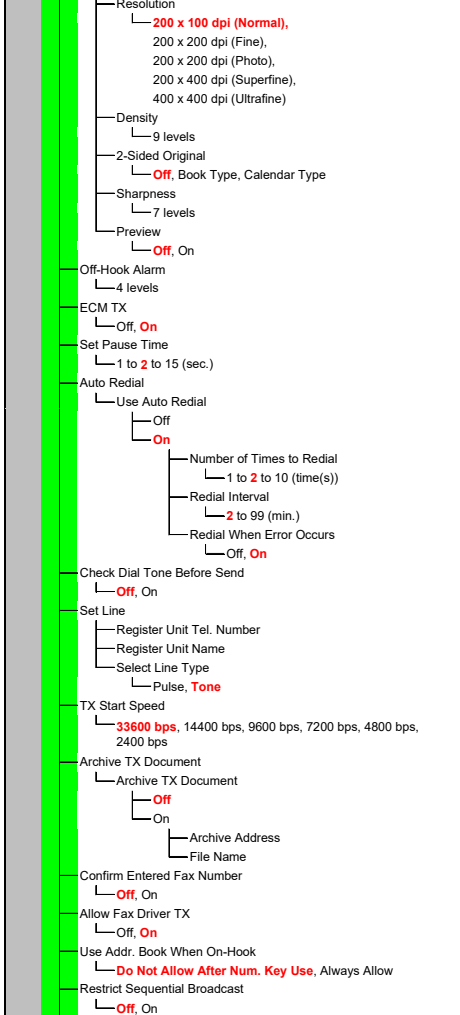 Resolution
200 x 100 dpi (Normal),
200 x 200 dpi (Fine),
200 x 200 dpi (Photo),
200 x 400 dpi (Superfine),
400 x 400 dpi (Ultrafine)
Density
9 levels
2-Sided Original
Off, Book Type, Calendar Type
Sharpness
7 levels
Preview
Off, On
Off-Hook Alarm
4 levels
ECM TX
Off, On
Set Pause Time
1 to 2 to 15 (sec.)
Auto Redial
Use Auto Redial
Off
On
Number of Times to Redial
1 to 2 to 10 (time(s))
Redial Interval
2 to 99 (min.)
Redial When Error Occurs
Off, On
Check Dial Tone Before Send
Off, On
Set Line
Register Unit Tel. Number
Register Unit Name
Select Line Type
Pulse, Tone
TX Start Speed
33600 bps, 14400 bps, 9600 bps, 7200 bps, 4800 bps,
2400 bps
Archive TX Document
Archive TX Document
Off
On
Archive Address
File Name
Confirm Entered Fax Number
Off, On
Allow Fax Driver TX
Off, On
Use Addr. Book When On-Hook
Do Not Allow After Num. Key Use, Always Allow
Restrict Sequential Broadcast
Off, On